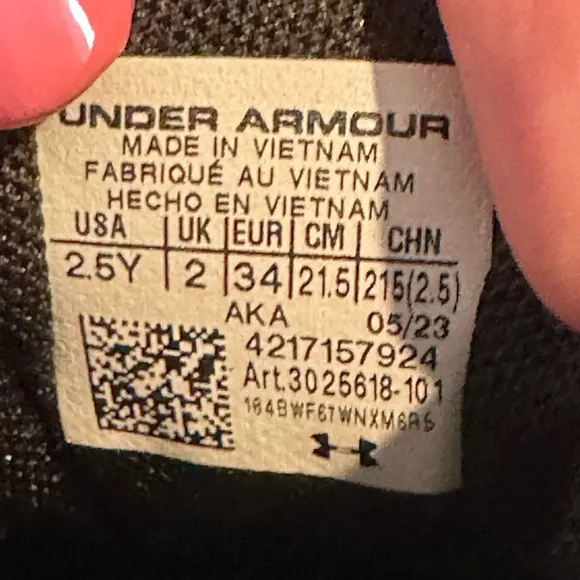 UNDER ARMOUR
MADE IN VIETNAM
FABRIQUÉ AU VIETNAM
HECHO EN VIETNAM
USA UK EUR CM CHN
2.5Y 2 34 21.5 215(2.5)
AKA 05/23
4217157924
Art.3025618-101